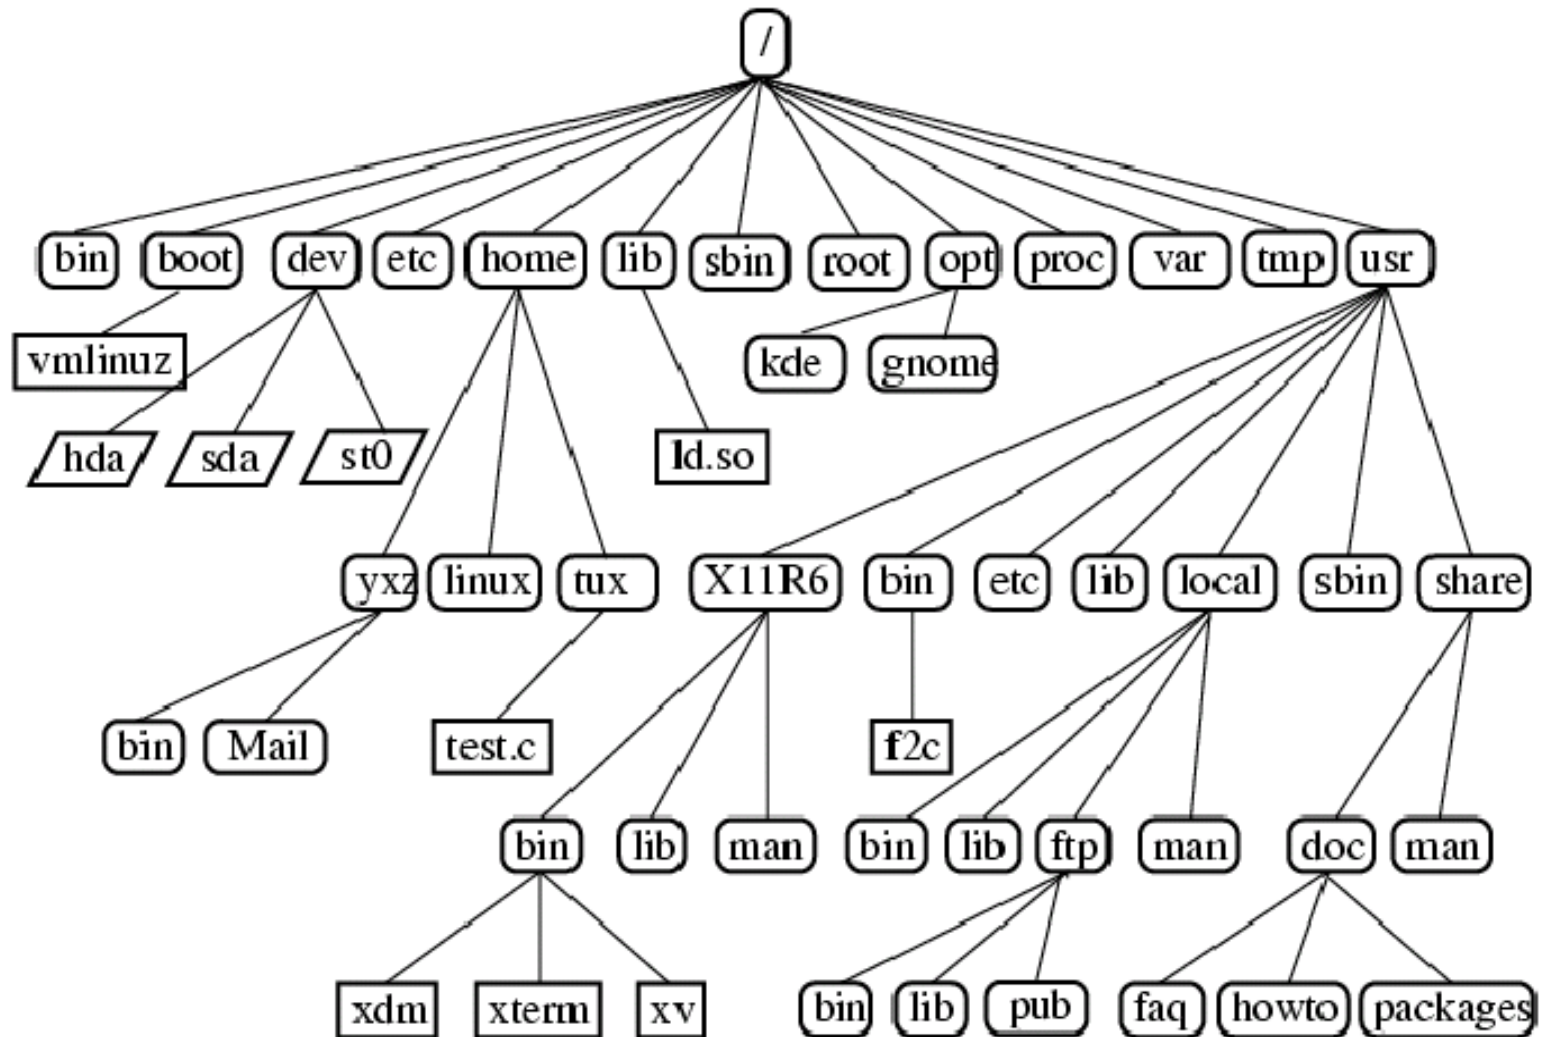 /
bin boot dev etc home lib sbin root opt proc var tmp usr
vmlinuz kde gnome
hda sda st0 ld.so
yxz linux tux X11R6 bin etc lib local sbin share
bin Mail test.c f2c
bin lib man bin lib ftp man doc man
xdm xterm xv bin lib pub faq howto packages